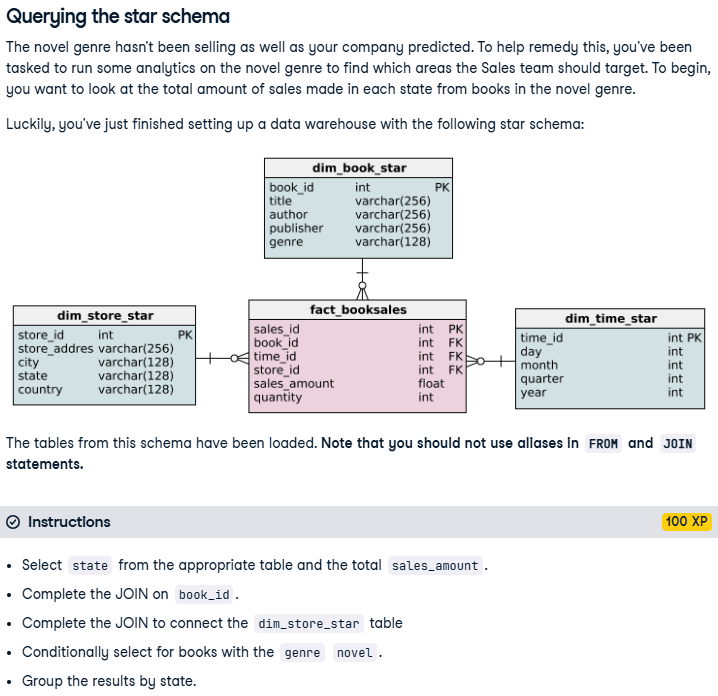 Querying the star schema
The novel genre hasn't been selling as well as your company predicted. To help remedy this, you've been
tasked to run some analytics on the novel genre to find which areas the Sales team should target. To begin,
you want to look at the total amount of sales made in each state from books in the novel genre.
Luckily, you've just finished setting up a data warehouse with the following star schema:
dim_book_star
book_id int PK
title varchar(256)
author varchar(256)
publisher varchar(256)
genre varchar(128)
dim_store_star
store_id int PK
store_addres varchar(256)
city varchar(128)
state varchar(128)
country varchar(128)
fact_booksales
sales_id int PK
book_id int FK
time_id int FK
store_id int FK
sales_amount float
quantity int
dim_time_star
time_id int PK
day int
month int
quarter int
year int
The tables from this schema have been loaded. Note that you should not use aliases in FROM and JOIN
statements.
Instructions 100 XP
• Select state from the appropriate table and the total sales_amount.
• Complete the JOIN on book_id.
• Complete the JOIN to connect the dim_store_star table
• Conditionally select for books with the genre novel.
• Group the results by state.